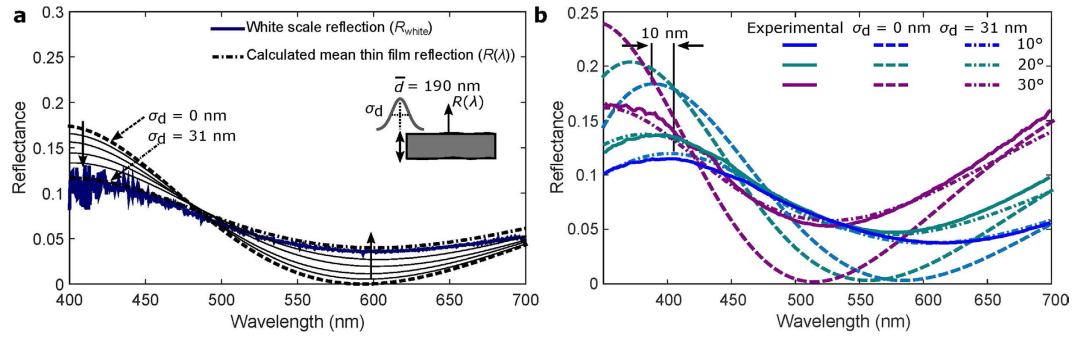 a
White scale reflection (Rwhite)
Calculated mean thin film reflection (R(λ))
σd = 0 nm
σd = 31 nm
d̅ = 190 nm
σd
R(λ)
Reflectance
0.3
0.25
0.2
0.15
0.1
0.05
0
400 450 500 550 600 650 700
Wavelength (nm)
b
10 nm
Experimental σd = 0 nm σd = 31 nm
10°
20°
30°
Reflectance
0.25
0.20
0.15
0.10
0.05
0.00
400 450 500 550 600 650 700
Wavelength (nm)